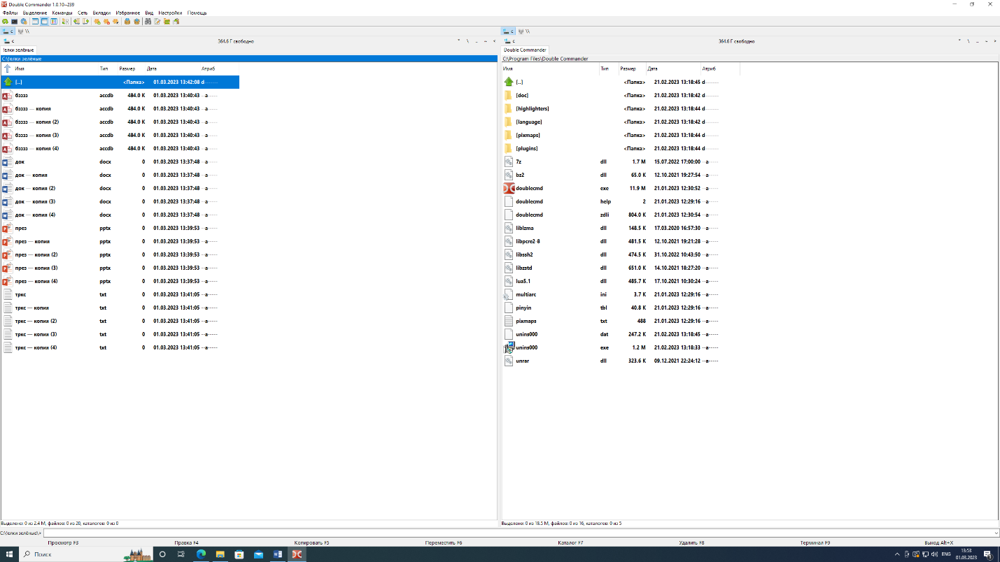 Double Commander 1.0.10~239
Файлы Выделение Команды Сеть Вкладки Избранное Вид Настройки Помощь
c \\ c \\
c 364.6 Г свободно * \ .. ~ < c 364.6 Г свободно * \ .. ~ >
!елки зелёные Double Commander
C:\!елки зелёные C:\Program Files\Double Commander
Имя Тип Размер Дата Атриб
[..] <Папка> 01.03.2023 13:42:08 d-------
бзззз accdb 484.0 K 01.03.2023 13:40:43 --a-----
бзззз — копия accdb 484.0 K 01.03.2023 13:40:43 --a-----
бзззз — копия (2) accdb 484.0 K 01.03.2023 13:40:43 --a-----
бзззз — копия (3) accdb 484.0 K 01.03.2023 13:40:43 --a-----
бзззз — копия (4) accdb 484.0 K 01.03.2023 13:40:43 --a-----
док docx 0 01.03.2023 13:37:48 --a-----
док — копия docx 0 01.03.2023 13:37:48 --a-----
док — копия (2) docx 0 01.03.2023 13:37:48 --a-----
док — копия (3) docx 0 01.03.2023 13:37:48 --a-----
док — копия (4) docx 0 01.03.2023 13:37:48 --a-----
през pptx 0 01.03.2023 13:39:53 --a-----
през — копия pptx 0 01.03.2023 13:39:53 --a-----
през — копия (2) pptx 0 01.03.2023 13:39:53 --a-----
през — копия (3) pptx 0 01.03.2023 13:39:53 --a-----
през — копия (4) pptx 0 01.03.2023 13:39:53 --a-----
тркс txt 0 01.03.2023 13:41:05 --a-----
тркс — копия txt 0 01.03.2023 13:41:05 --a-----
тркс — копия (2) txt 0 01.03.2023 13:41:05 --a-----
тркс — копия (3) txt 0 01.03.2023 13:41:05 --a-----
тркс — копия (4) txt 0 01.03.2023 13:41:05 --a-----
Имя Тип Размер Дата Атриб
[..] <Папка> 21.02.2023 13:18:45 d-------
[doc] <Папка> 21.02.2023 13:18:42 d-------
[highlighters] <Папка> 21.02.2023 13:18:44 d-------
[language] <Папка> 21.02.2023 13:18:42 d-------
[pixmaps] <Папка> 21.02.2023 13:18:44 d-------
[plugins] <Папка> 21.02.2023 13:18:44 d-------
7z dll 1.7 M 15.07.2022 17:00:00 --a-----
bz2 dll 65.0 K 12.10.2021 19:27:54 --a-----
doublecmd exe 11.9 M 21.01.2023 12:30:52 --a-----
doublecmd help 2 21.01.2023 12:29:16 --a-----
doublecmd zdli 804.0 K 21.01.2023 12:30:54 --a-----
liblzma dll 148.5 K 17.03.2020 16:57:30 --a-----
libpcre2-8 dll 481.5 K 12.10.2021 19:21:28 --a-----
libssh2 dll 474.5 K 31.10.2022 10:43:50 --a-----
libzstd dll 651.0 K 14.10.2021 18:27:20 --a-----
lua5.1 dll 485.7 K 17.10.2021 10:30:24 --a-----
multiarc ini 3.7 K 21.01.2023 12:29:16 --a-----
pinyin tbl 40.8 K 21.01.2023 12:29:16 --a-----
pixmaps txt 488 21.01.2023 12:29:16 --a-----
unins000 dat 247.2 K 21.02.2023 13:18:45 --a-----
unins000 exe 1.2 M 21.02.2023 13:18:33 --a-----
unrar dll 323.6 K 09.12.2021 22:24:12 --a-----
Выделено: 0 из 2.4 M, файлов: 0 из 20, каталогов: 0 из 0
Выделено: 0 из 18.5 M, файлов: 0 из 16, каталогов: 0 из 5
C:\!елки зелёные\>
Просмотр F3 Правка F4 Копировать F5 Переместить F6 Каталог F7 Удалить F8 Терминал F9 Выход Alt+X
Поиск ENG 13:53
01.03.2023 1